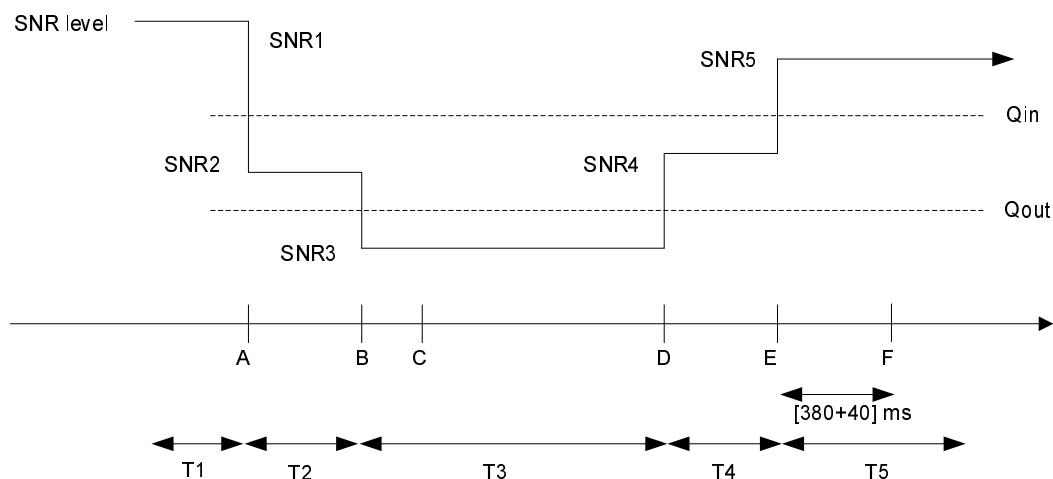 SNR level
SNR1
SNR5
Qin
SNR2
SNR4
Qout
SNR3
A B C D E F
[380+40] ms
T1 T2 T3 T4 T5